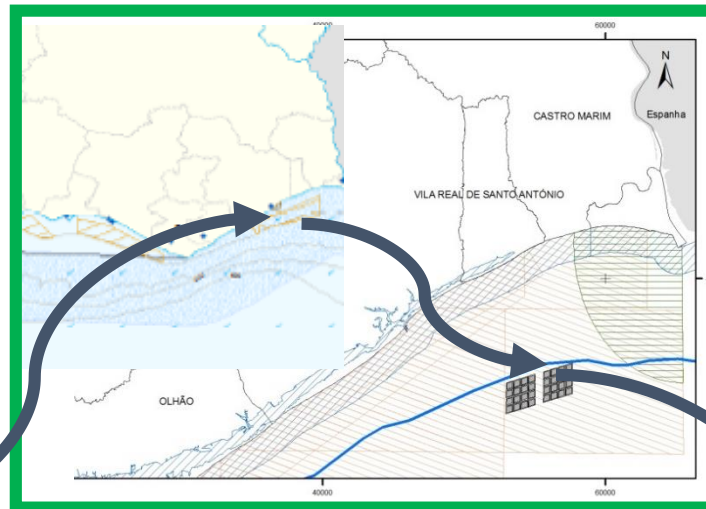 40000
60000
N
CASTRO MARIM
Espanha
VILA REAL DE SANTO ANTÓNIO
OLHÃO
40000
60000